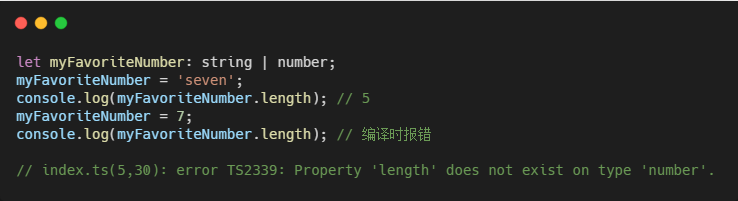 let myFavoriteNumber: string | number;
myFavoriteNumber = 'seven';
console.log(myFavoriteNumber.length); // 5
myFavoriteNumber = 7;
console.log(myFavoriteNumber.length); // 编译时报错
// index.ts(5,30): error TS2339: Property 'length' does not exist on type 'number'.